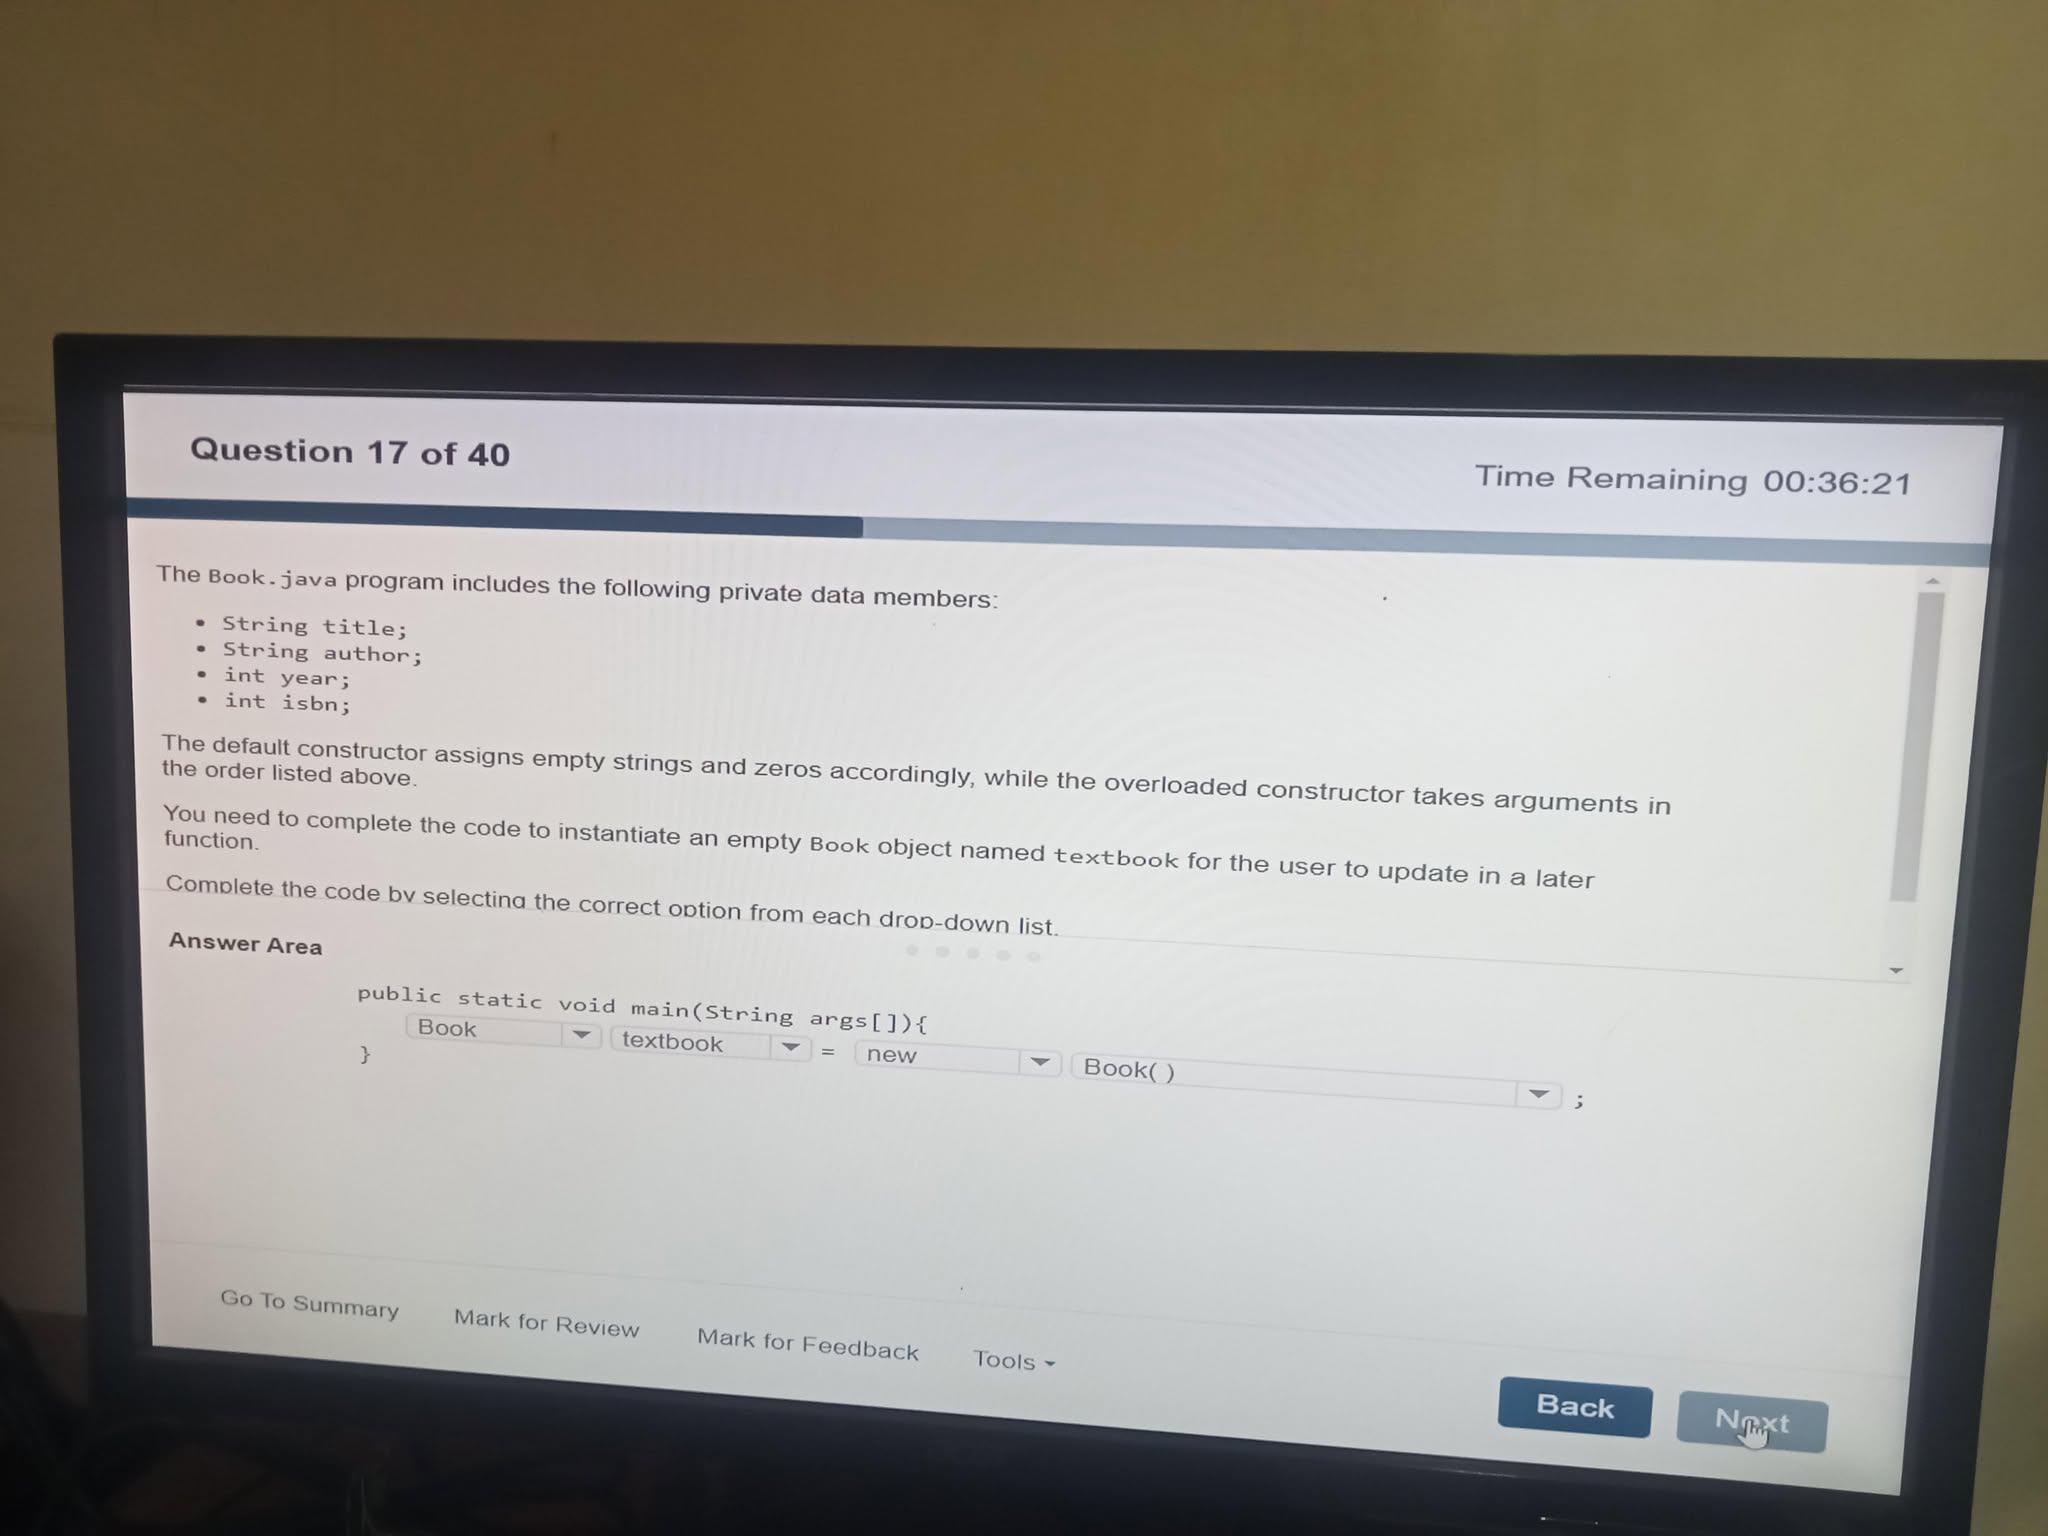 Question 17 of 40
Time Remaining 00:36:21
The Book.java program includes the following private data members:
• String title;
• String author;
• int year;
• int isbn;
The default constructor assigns empty strings and zeros accordingly, while the overloaded constructor takes arguments in
the order listed above.
You need to complete the code to instantiate an empty Book object named textbook for the user to update in a later
function.
Complete the code by selecting the correct option from each drop-down list.
Answer Area
public static void main(String args[]){
Book textbook = new Book( ) ;
}
Go To Summary Mark for Review Mark for Feedback Tools
Back Next